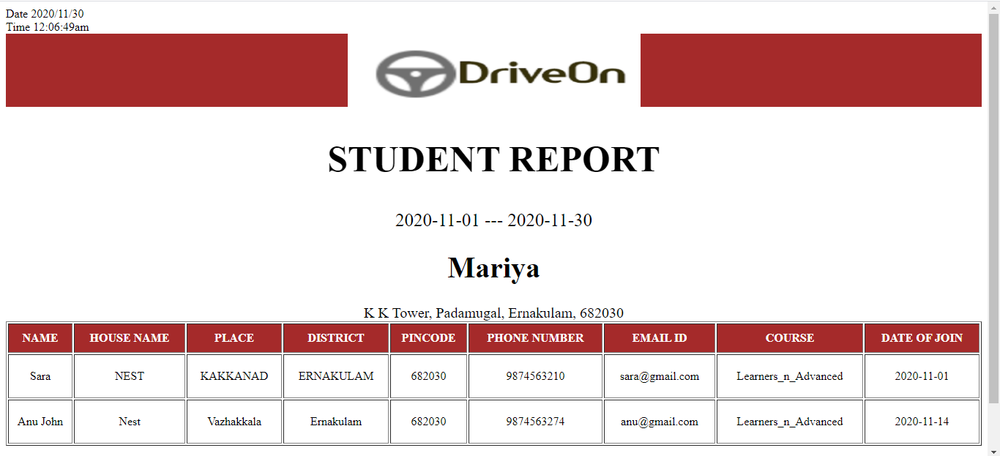 Date 2020/11/30
Time 12:06:49am
DriveOn
STUDENT REPORT
2020-11-01 --- 2020-11-30
Mariya
K K Tower, Padamugal, Ernakulam, 682030
NAME HOUSE NAME PLACE DISTRICT PINCODE PHONE NUMBER EMAIL ID COURSE DATE OF JOIN
Sara NEST KAKKANAD ERNAKULAM 682030 9874563210 sara@gmail.com Learners_n_Advanced 2020-11-01
Anu John Nest Vazhakkala Ernakulam 682030 9874563274 anu@gmail.com Learners_n_Advanced 2020-11-14